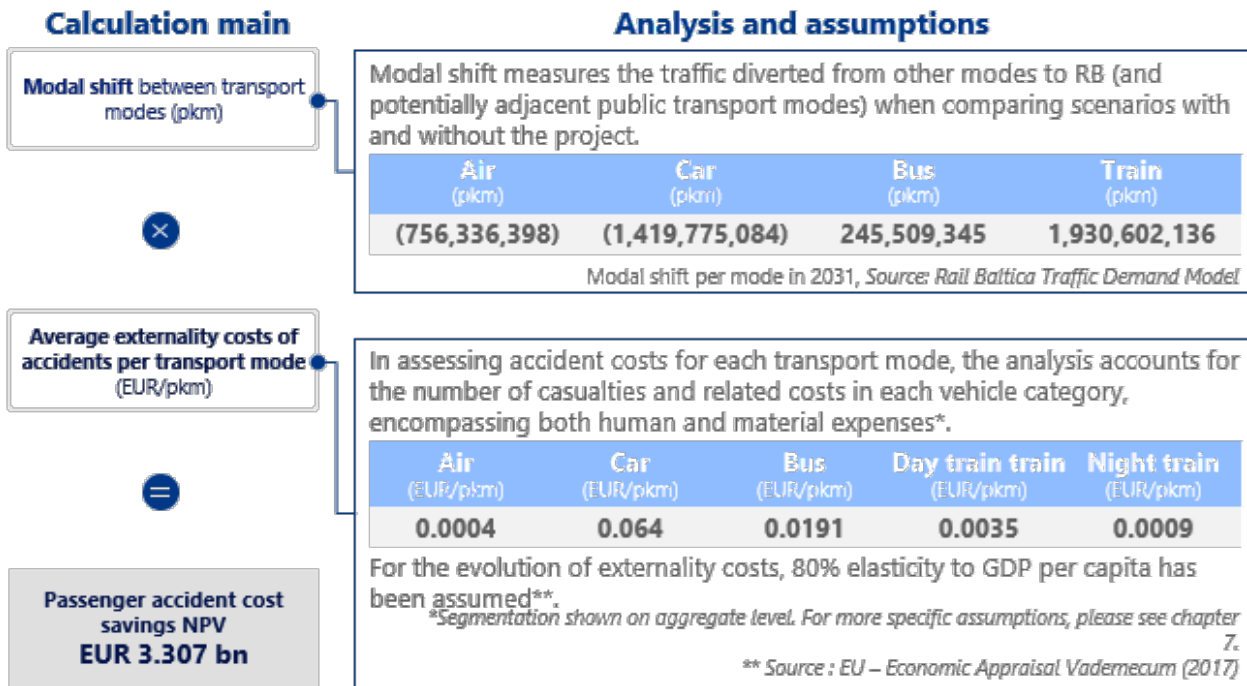 Calculation main
Analysis and assumptions
Modal shift between transport
modes (pkm)
Modal shift measures the traffic diverted from other modes to RB (and
potentially adjacent public transport modes) when comparing scenarios with
and without the project.
Air Car Bus Train
(pkm) (pkm) (pkm) (pkm)
(756,336,398) (1,419,775,084) 245,509,345 1,930,602,136
Modal shift per mode in 2031, Source: Rail Baltica Traffic Demand Model
×
Average externality costs of
accidents per transport mode
(EUR/pkm)
In assessing accident costs for each transport mode, the analysis accounts for
the number of casualties and related costs in each vehicle category,
encompassing both human and material expenses*.
Air Car Bus Day train train Night train
(EUR/pkm) (EUR/pkm) (EUR/pkm) (EUR/pkm) (EUR/pkm)
0.0004 0.064 0.0191 0.0035 0.0009
For the evolution of externality costs, 80% elasticity to GDP per capita has
been assumed**.
*Segmentation shown on aggregate level. For more specific assumptions, please see chapter
7.
** Source : EU – Economic Appraisal Vademecum (2017)
=
Passenger accident cost
savings NPV
EUR 3.307 bn